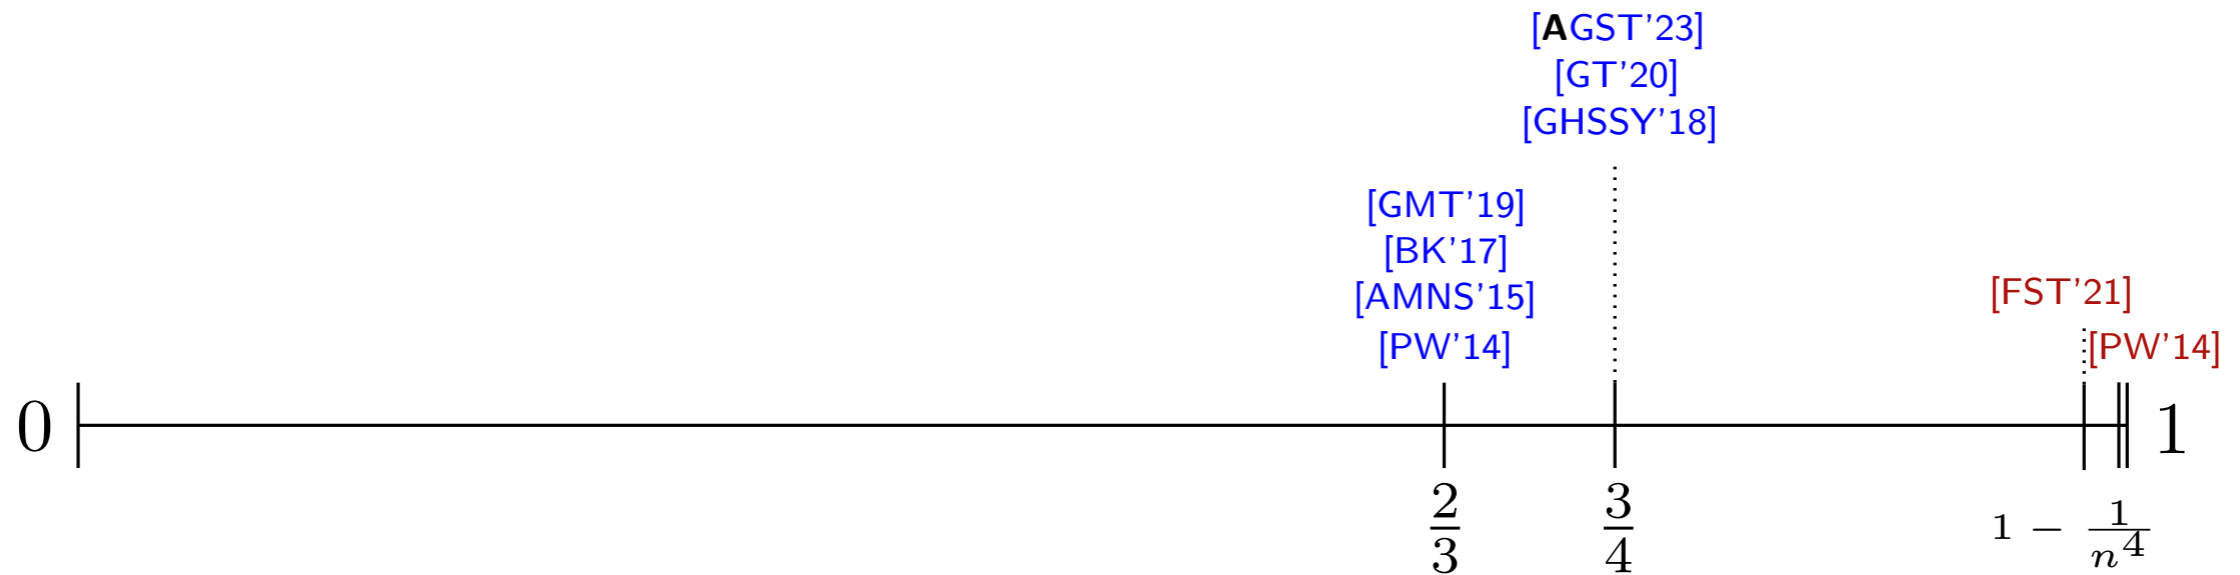 [AGST'23]
[GT'20]
[GHSSY'18]
[GMT'19]
[BK'17]
[AMNS'15]
[PW'14]
[FST'21]
[PW'14]
0
1
2/3
3/4
1 − 1/n^4